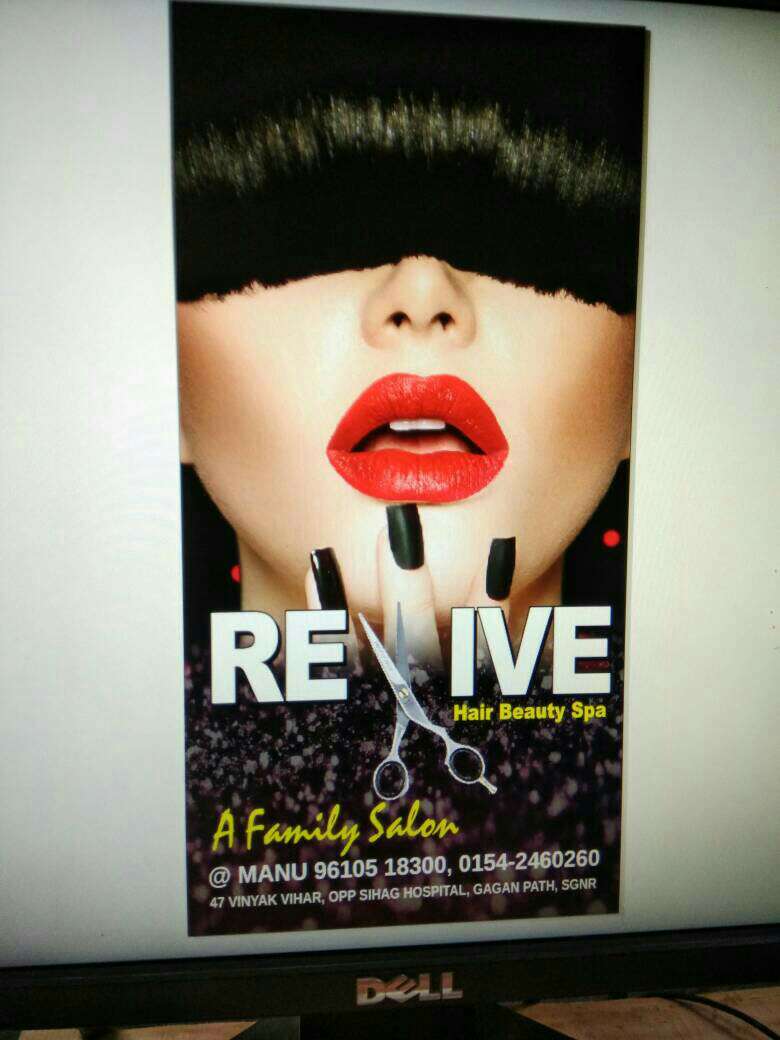 RE IVE
Hair Beauty Spa
A Family Salon
@ MANU 96105 18300, 0154-2460260
47 VINYAK VIHAR, OPP SIHAG HOSPITAL, GAGAN PATH, SGNR
DELL